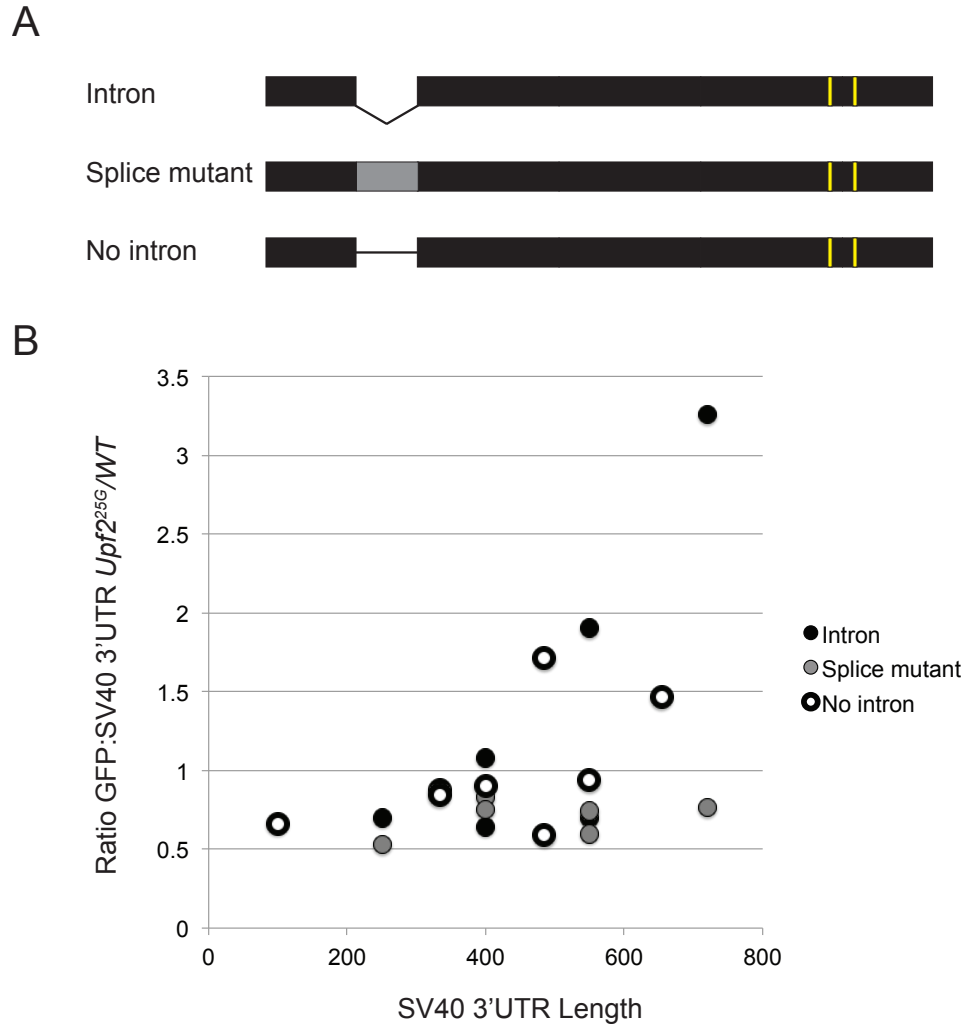 A
Intron
Splice mutant
No intron
B
3.5
3
2.5
2
1.5
1
0.5
0
Ratio GFP:SV40 3'UTR Upf2^25G/WT
0 200 400 600 800
SV40 3'UTR Length
Intron
Splice mutant
No intron